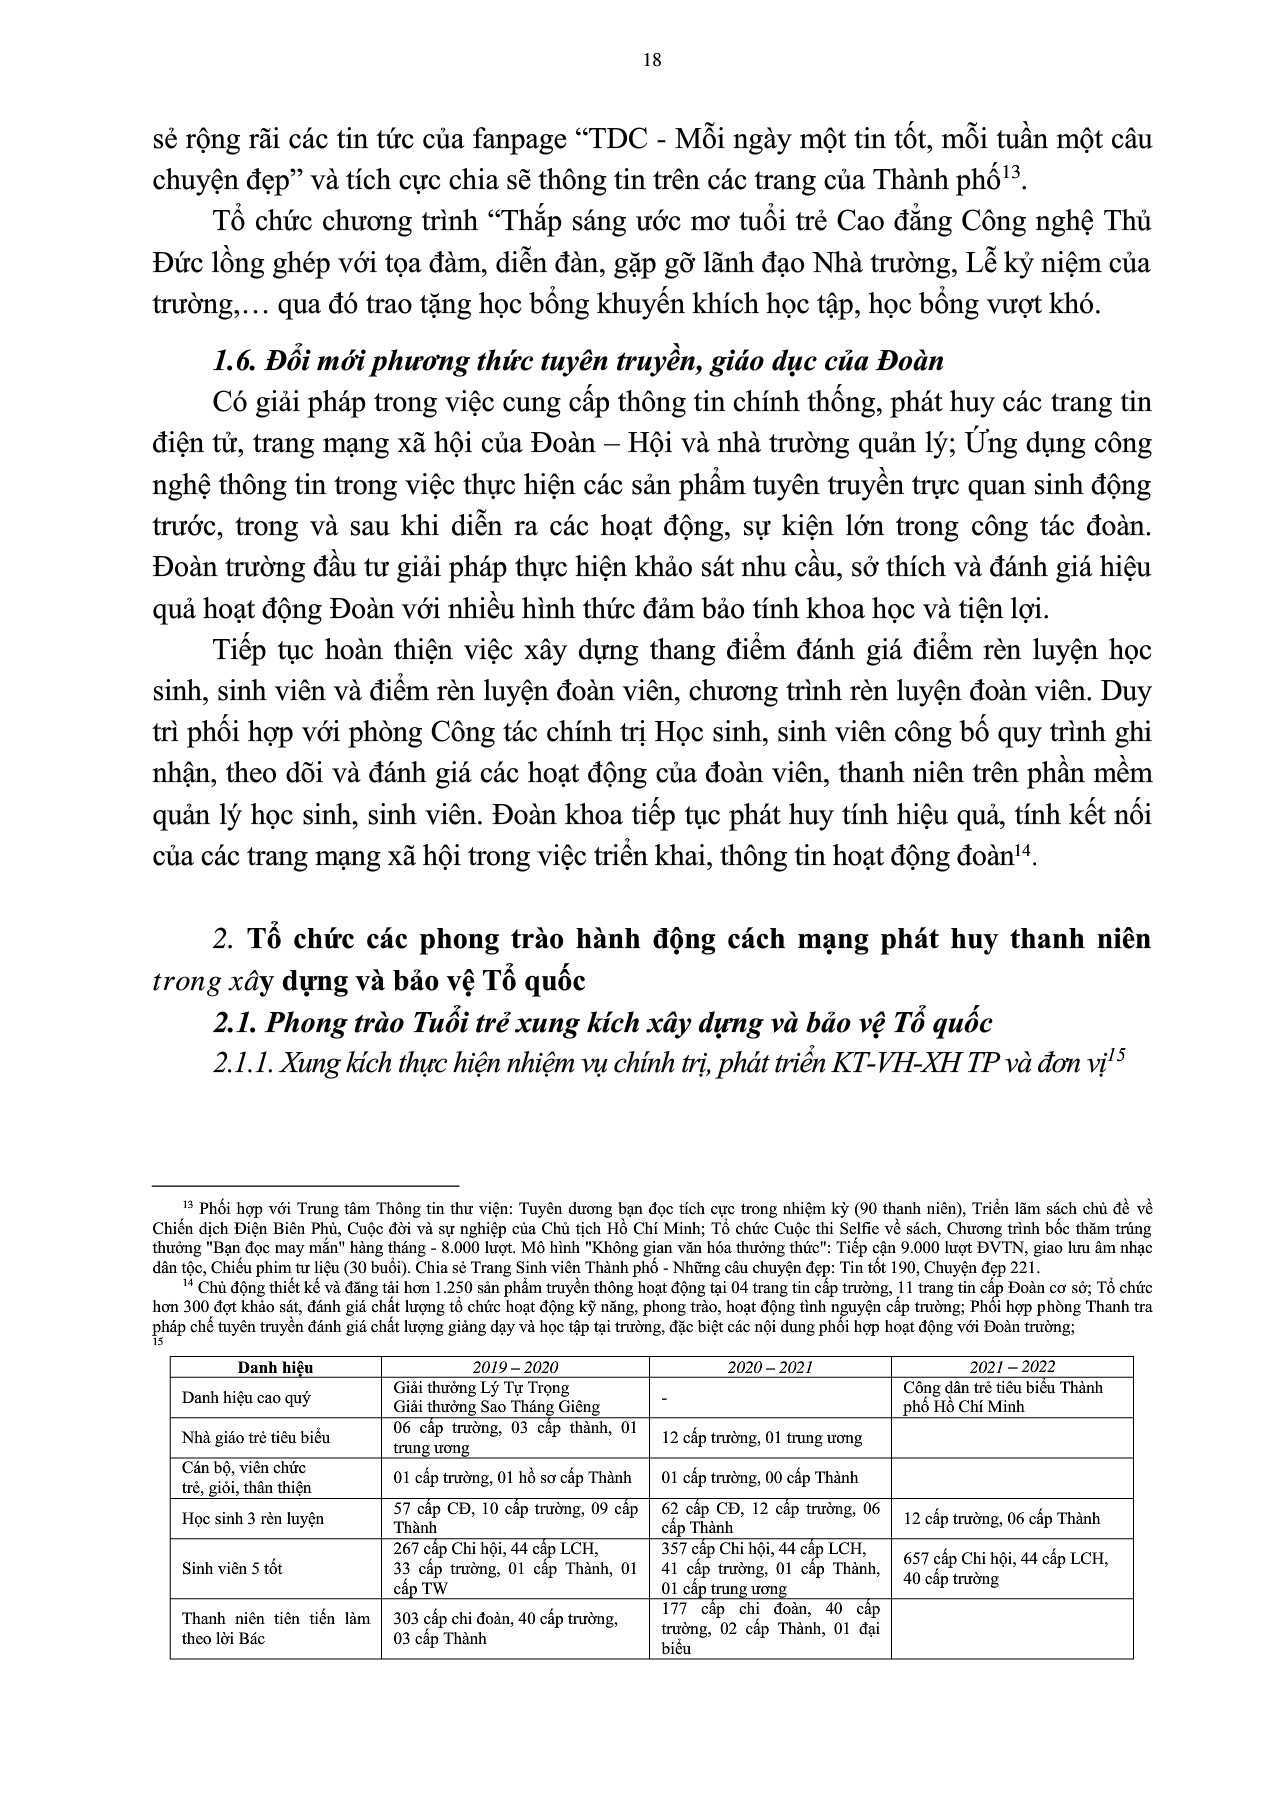 18
sẻ rộng rãi các tin tức của fanpage “TDC - Mỗi ngày một tin tốt, mỗi tuần một câu
chuyện đẹp” và tích cực chia sẽ thông tin trên các trang của Thành phố13.
Tổ chức chương trình “Thắp sáng ước mơ tuổi trẻ Cao đẳng Công nghệ Thủ
Đức lồng ghép với tọa đàm, diễn đàn, gặp gỡ lãnh đạo Nhà trường, Lễ kỷ niệm của
trường,… qua đó trao tặng học bổng khuyến khích học tập, học bổng vượt khó.
1.6. Đổi mới phương thức tuyên truyền, giáo dục của Đoàn
Có giải pháp trong việc cung cấp thông tin chính thống, phát huy các trang tin
điện tử, trang mạng xã hội của Đoàn – Hội và nhà trường quản lý; Ứng dụng công
nghệ thông tin trong việc thực hiện các sản phẩm tuyên truyền trực quan sinh động
trước, trong và sau khi diễn ra các hoạt động, sự kiện lớn trong công tác đoàn.
Đoàn trường đầu tư giải pháp thực hiện khảo sát nhu cầu, sở thích và đánh giá hiệu
quả hoạt động Đoàn với nhiều hình thức đảm bảo tính khoa học và tiện lợi.
Tiếp tục hoàn thiện việc xây dựng thang điểm đánh giá điểm rèn luyện học
sinh, sinh viên và điểm rèn luyện đoàn viên, chương trình rèn luyện đoàn viên. Duy
trì phối hợp với phòng Công tác chính trị Học sinh, sinh viên công bố quy trình ghi
nhận, theo dõi và đánh giá các hoạt động của đoàn viên, thanh niên trên phần mềm
quản lý học sinh, sinh viên. Đoàn khoa tiếp tục phát huy tính hiệu quả, tính kết nối
của các trang mạng xã hội trong việc triển khai, thông tin hoạt động đoàn14.
2. Tổ chức các phong trào hành động cách mạng phát huy thanh niên
trong xây dựng và bảo vệ Tổ quốc
2.1. Phong trào Tuổi trẻ xung kích xây dựng và bảo vệ Tổ quốc
2.1.1. Xung kích thực hiện nhiệm vụ chính trị, phát triển KT-VH-XH TP và đơn vị15
13 Phối hợp với Trung tâm Thông tin thư viện: Tuyên dương bạn đọc tích cực trong nhiệm kỳ (90 thanh niên), Triển lãm sách chủ đề về
Chiến dịch Điện Biên Phủ, Cuộc đời và sự nghiệp của Chủ tịch Hồ Chí Minh; Tổ chức Cuộc thi Selfie về sách, Chương trình bốc thăm trúng
thưởng "Bạn đọc may mắn" hàng tháng - 8.000 lượt. Mô hình "Không gian văn hóa thưởng thức": Tiếp cận 9.000 lượt ĐVTN, giao lưu âm nhạc
dân tộc, Chiếu phim tư liệu (30 buổi). Chia sẻ Trang Sinh viên Thành phố - Những câu chuyện đẹp: Tin tốt 190, Chuyện đẹp 221.
14 Chủ động thiết kế và đăng tải hơn 1.250 sản phẩm truyền thông hoạt động tại 04 trang tin cấp trường, 11 trang tin cấp Đoàn cơ sở; Tổ chức
hơn 300 đợt khảo sát, đánh giá chất lượng tổ chức hoạt động kỹ năng, phong trào, hoạt động tình nguyện cấp trường; Phối hợp phòng Thanh tra
pháp chế tuyên truyền đánh giá chất lượng giảng dạy và học tập tại trường, đặc biệt các nội dung phối hợp hoạt động với Đoàn trường;
15
Danh hiệu 2019 – 2020 2020 – 2021 2021 – 2022
Danh hiệu cao quý
Giải thưởng Lý Tự Trọng
Giải thưởng Sao Tháng Giêng
-
Công dân trẻ tiêu biểu Thành
phố Hồ Chí Minh
Nhà giáo trẻ tiêu biểu
06 cấp trường, 03 cấp thành, 01
trung ương
12 cấp trường, 01 trung ương
Cán bộ, viên chức
trẻ, giỏi, thân thiện
01 cấp trường, 01 hồ sơ cấp Thành
01 cấp trường, 00 cấp Thành
Học sinh 3 rèn luyện
57 cấp CĐ, 10 cấp trường, 09 cấp
Thành
62 cấp CĐ, 12 cấp trường, 06
cấp Thành
12 cấp trường, 06 cấp Thành
Sinh viên 5 tốt
267 cấp Chi hội, 44 cấp LCH,
33 cấp trường, 01 cấp Thành, 01
cấp TW
357 cấp Chi hội, 44 cấp LCH,
41 cấp trường, 01 cấp Thành,
01 cấp trung ương
657 cấp Chi hội, 44 cấp LCH,
40 cấp trường
Thanh niên tiên tiến làm
theo lời Bác
303 cấp chi đoàn, 40 cấp trường,
03 cấp Thành
177 cấp chi đoàn, 40 cấp
trường, 02 cấp Thành, 01 đại
biểu